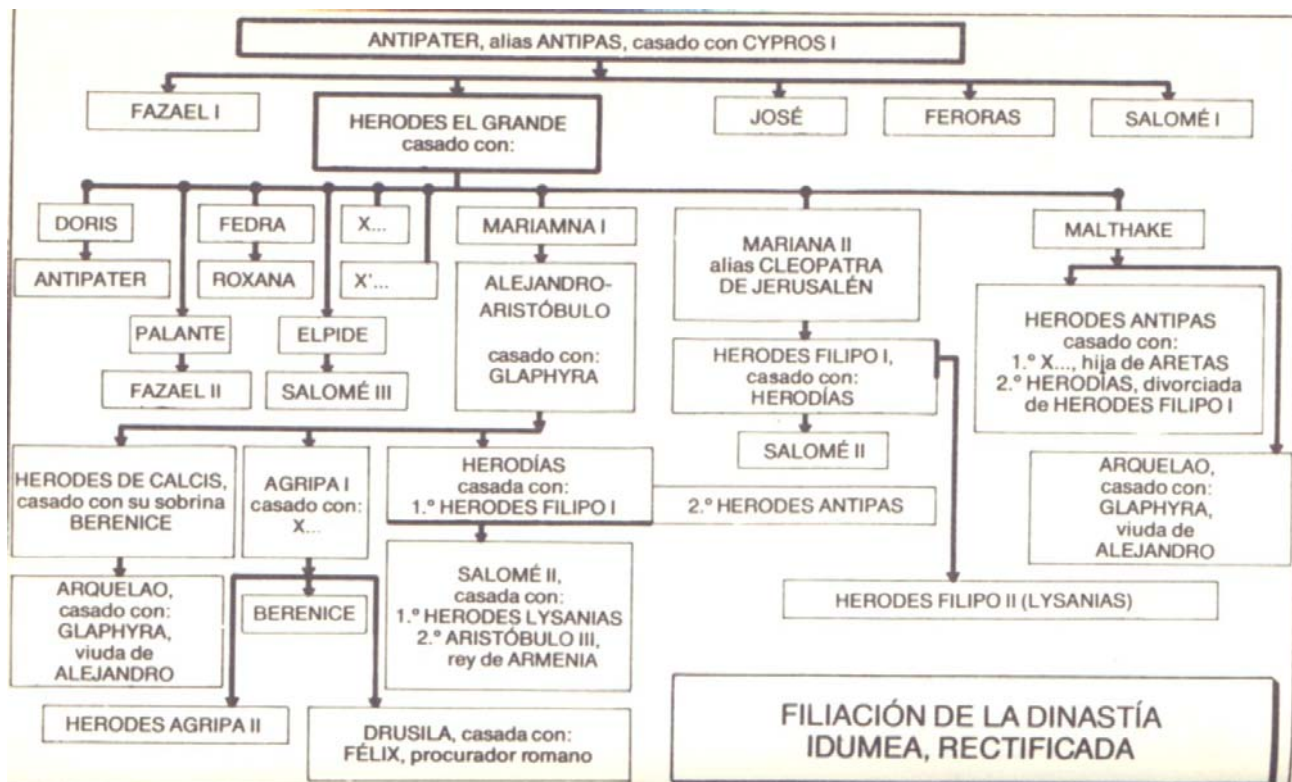 ANTIPATER, alias ANTIPAS, casado con CYPROS I
FAZAEL I
HERODES EL GRANDE
casado con:
JOSÉ
FERORAS
SALOMÉ I
DORIS
FEDRA
X...
MARIAMNA I
MARIANA II
alias CLEOPATRA
DE JERUSALÉN
MALTHAKE
ANTIPATER
ROXANA
X'...
ALEJANDRO-
ARISTÓBULO
casado con:
GLAPHYRA
PALANTE
ELPIDE
FAZAEL II
SALOMÉ III
HERODES FILIPO I,
casado con:
HERODÍAS
HERODES ANTIPAS
casado con:
1.º X..., hija de ARETAS
2.º HERODÍAS, divorciada
de HERODES FILIPO I
SALOMÉ II
HERODES DE CALCIS,
casado con su sobrina
BERENICE
AGRIPA I
casado con:
X...
HERODÍAS
casada con:
1.º HERODES FILIPO I
2.º HERODES ANTIPAS
ARQUELAO,
casado con:
GLAPHYRA,
viuda de
ALEJANDRO
ARQUELAO,
casado con:
GLAPHYRA,
viuda de
ALEJANDRO
BERENICE
SALOMÉ II,
casada con:
1.º HERODES LYSANIAS
2.º ARISTÓBULO III,
rey de ARMENIA
HERODES FILIPO II (LYSANIAS)
HERODES AGRIPA II
DRUSILA, casada con:
FÉLIX, procurador romano
FILIACIÓN DE LA DINASTÍA
IDUMEA, RECTIFICADA